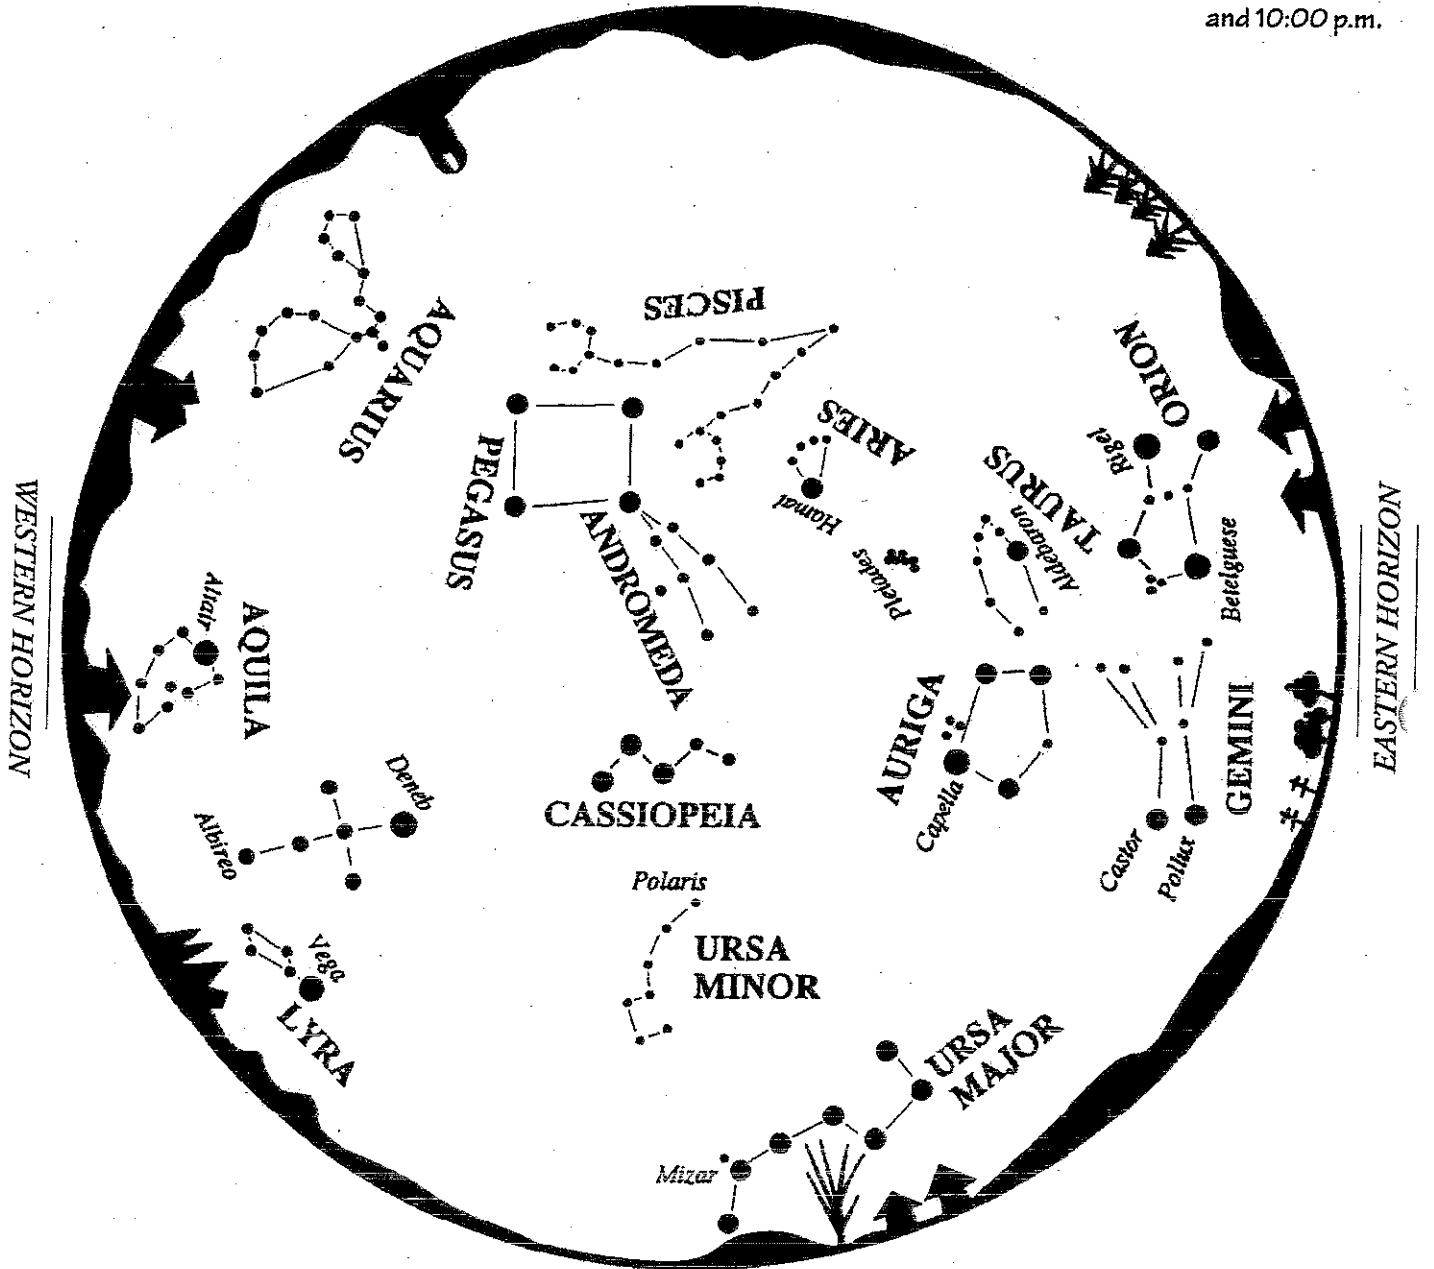 and 10:00 p.m.
PISCES
AQUARIUS
ORION
ARIES
Rigel
PEGASUS
TAURUS
Hamal
WESTERN HORIZON
EASTERN HORIZON
ANDROMEDA
Aldebaron
Pleiades
Betelguese
Altair
AQUILA
AURIGA
GEMINI
Deneb
CASSIOPEIA
Capella
Albireo
Castor
Pollux
Polaris
URSA
MINOR
Vega
LYRA
URSA
MAJOR
Mizar